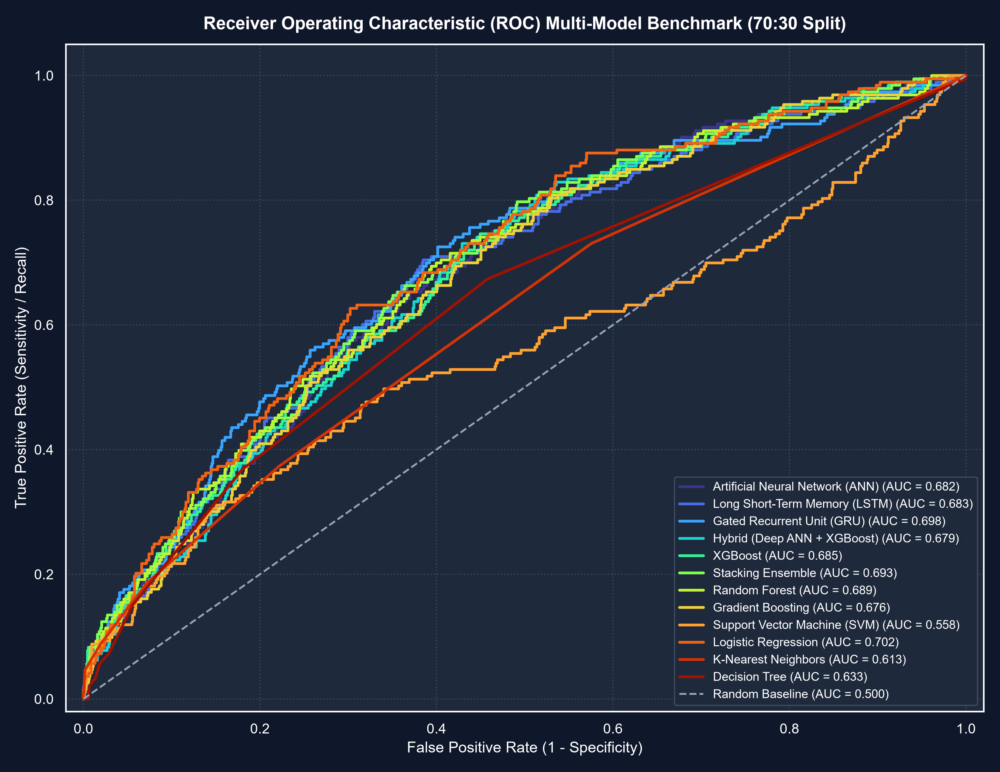 Receiver Operating Characteristic (ROC) Multi-Model Benchmark (70:30 Split)
True Positive Rate (Sensitivity / Recall)
1.0
0.8
0.6
0.4
0.2
0.0
Artificial Neural Network (ANN) (AUC = 0.682)
Long Short-Term Memory (LSTM) (AUC = 0.683)
Gated Recurrent Unit (GRU) (AUC = 0.698)
Hybrid (Deep ANN + XGBoost) (AUC = 0.679)
XGBoost (AUC = 0.685)
Stacking Ensemble (AUC = 0.693)
Random Forest (AUC = 0.689)
Gradient Boosting (AUC = 0.676)
Support Vector Machine (SVM) (AUC = 0.558)
Logistic Regression (AUC = 0.702)
K-Nearest Neighbors (AUC = 0.613)
Decision Tree (AUC = 0.633)
Random Baseline (AUC = 0.500)
0.0 0.2 0.4 0.6 0.8 1.0
False Positive Rate (1 - Specificity)